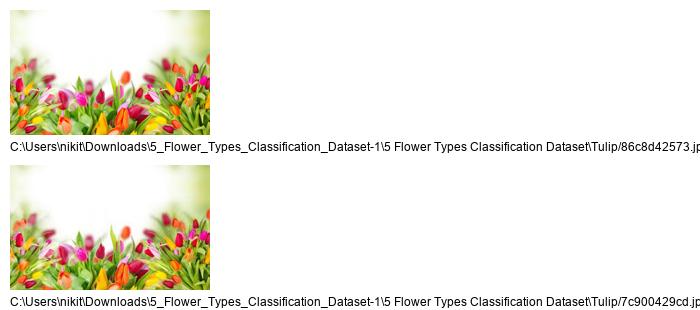 C:\Users\nikit\Downloads\5_Flower_Types_Classification_Dataset-1\5 Flower Types Classification Dataset\Tulip/86c8d42573.jp
C:\Users\nikit\Downloads\5_Flower_Types_Classification_Dataset-1\5 Flower Types Classification Dataset\Tulip/7c900429cd.jp